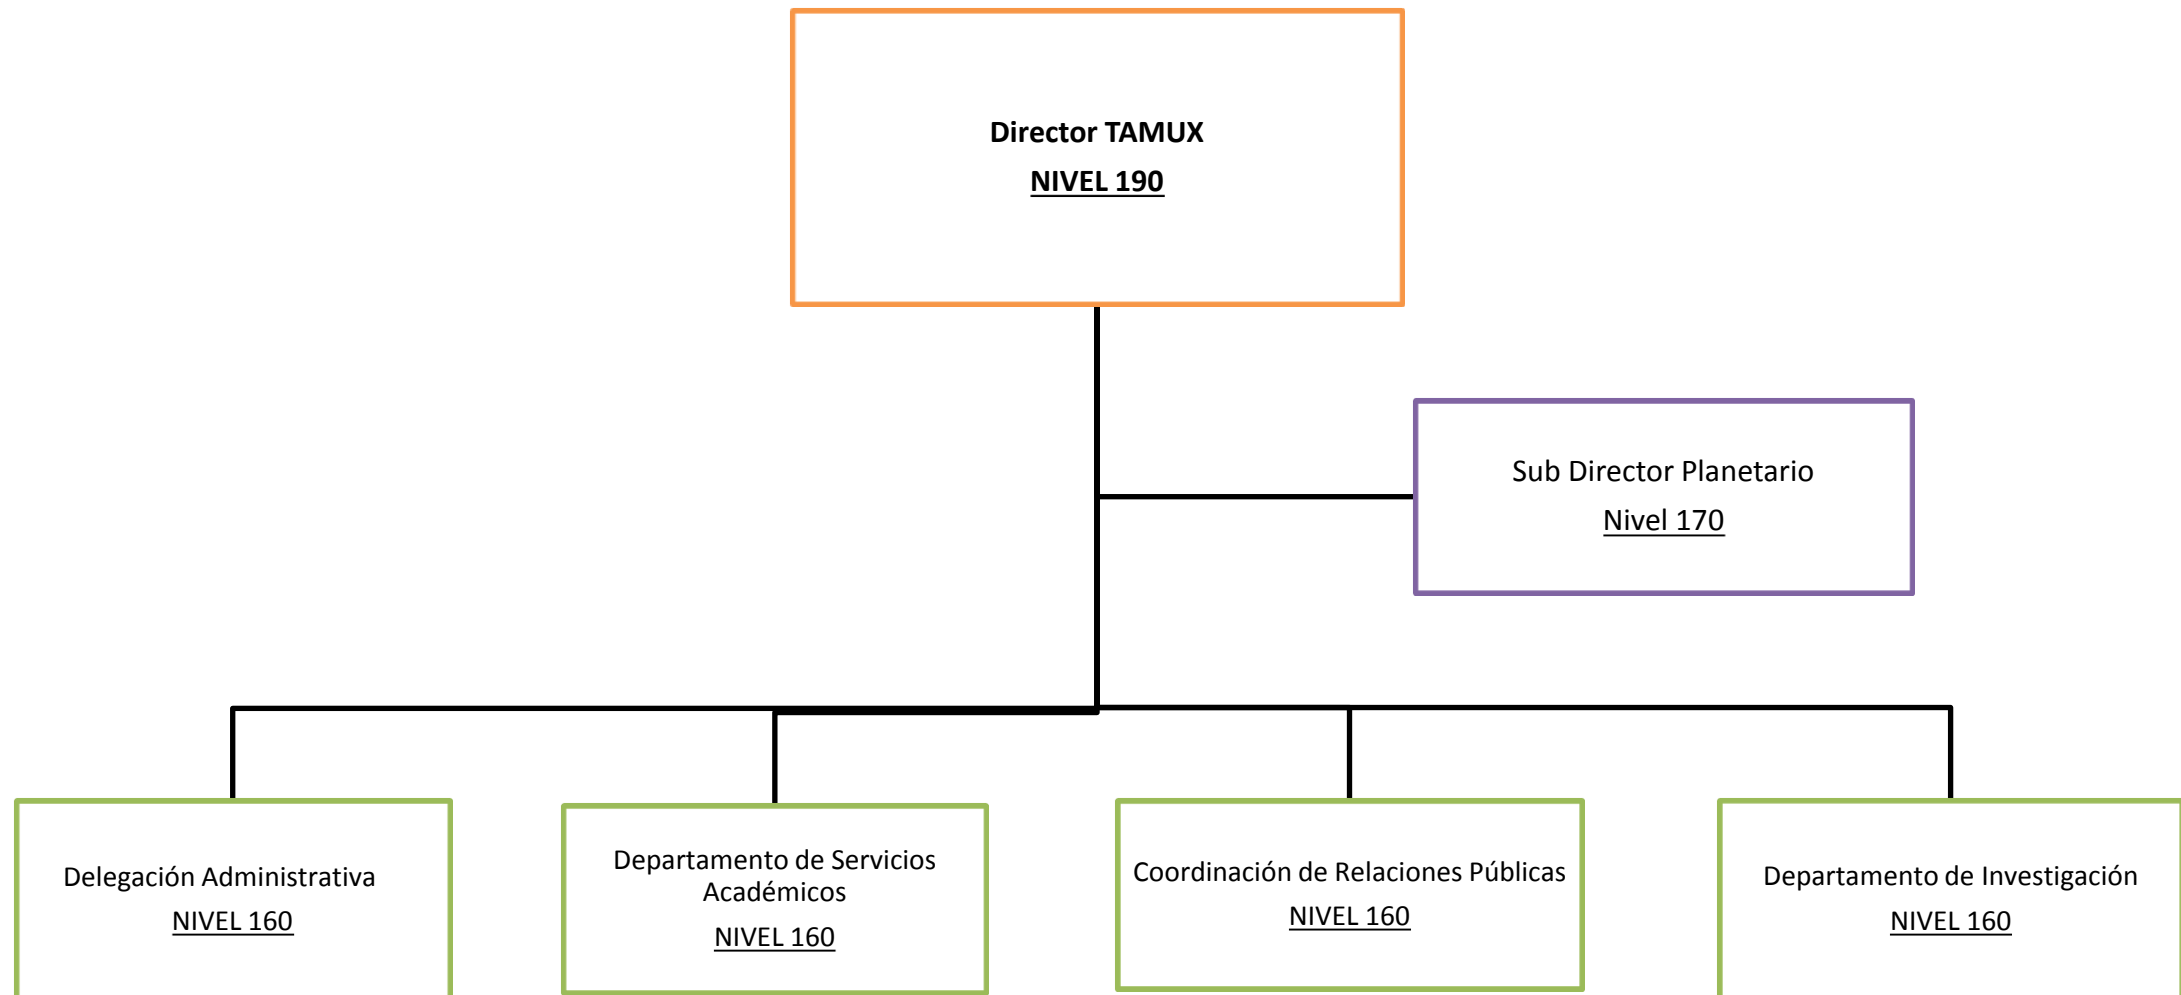 Director TAMUX
NIVEL 190
Sub Director Planetario
Nivel 170
Delegación Administrativa
NIVEL 160
Departamento de Servicios
Académicos
NIVEL 160
Coordinación de Relaciones Públicas
NIVEL 160
Departamento de Investigación
NIVEL 160